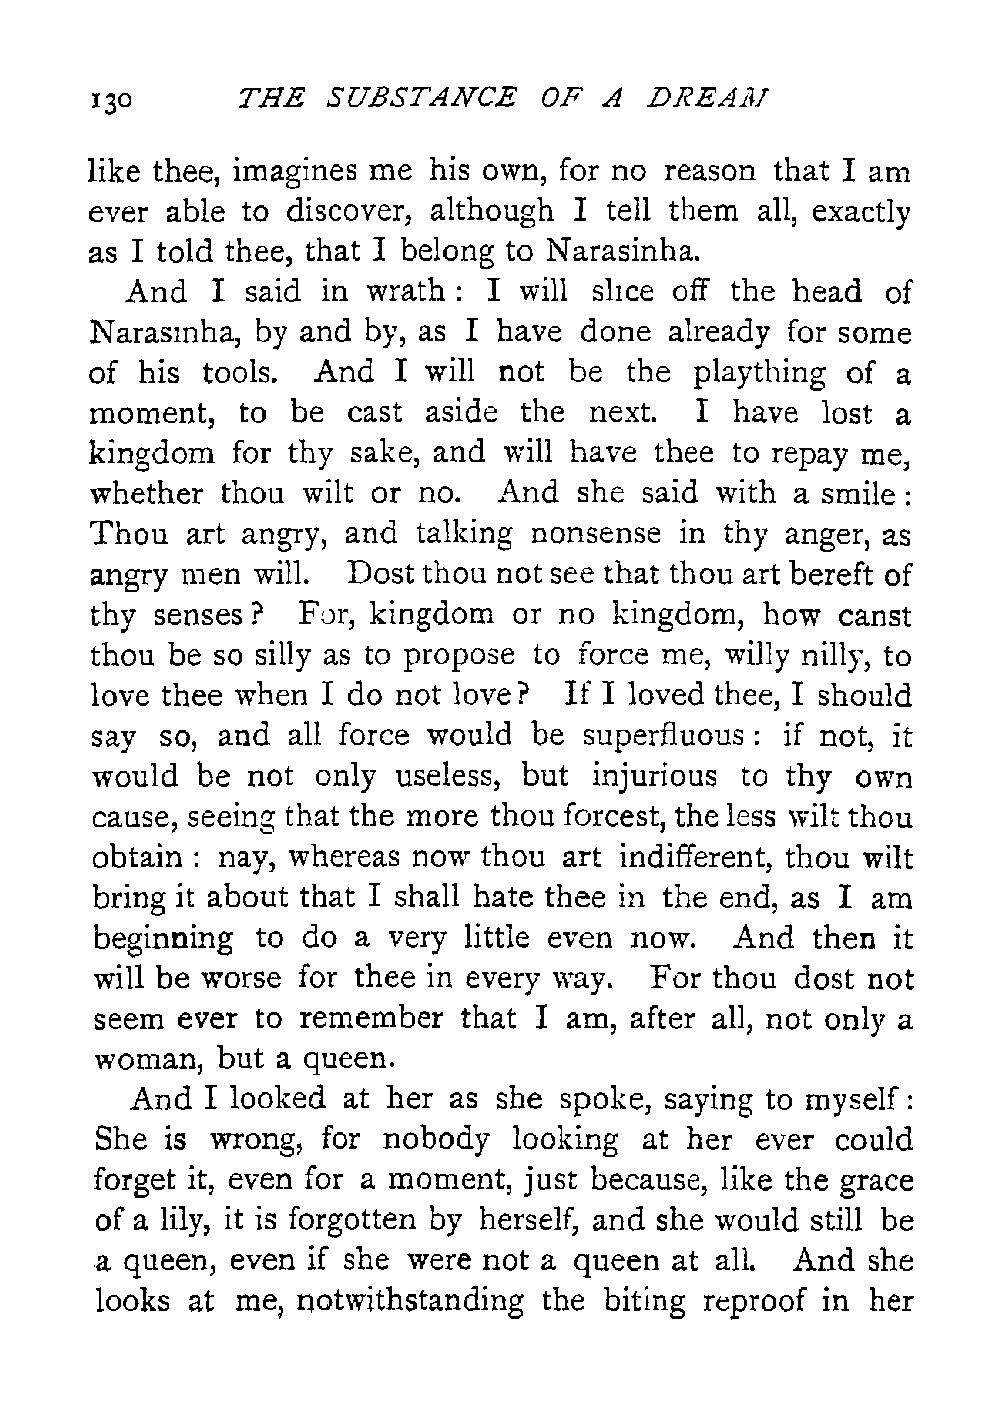 130 THE SUBSTANCE OF A DREAM
like thee, imagines me his own, for no reason that I am
ever able to discover, although I tell them all, exactly
as I told thee, that I belong to Narasinha.
And I said in wrath : I will slice off the head of
Narasinha, by and by, as I have done already for some
of his tools. And I will not be the plaything of a
moment, to be cast aside the next. I have lost a
kingdom for thy sake, and will have thee to repay me,
whether thou wilt or no. And she said with a smile :
Thou art angry, and talking nonsense in thy anger, as
angry men will. Dost thou not see that thou art bereft of
thy senses ? For, kingdom or no kingdom, how canst
thou be so silly as to propose to force me, willy nilly, to
love thee when I do not love? If I loved thee, I should
say so, and all force would be superfluous : if not, it
would be not only useless, but injurious to thy own
cause, seeing that the more thou forcest, the less wilt thou
obtain : nay, whereas now thou art indifferent, thou wilt
bring it about that I shall hate thee in the end, as I am
beginning to do a very little even now. And then it
will be worse for thee in every way. For thou dost not
seem ever to remember that I am, after all, not only a
woman, but a queen.
And I looked at her as she spoke, saying to myself :
She is wrong, for nobody looking at her ever could
forget it, even for a moment, just because, like the grace
of a lily, it is forgotten by herself, and she would still be
a queen, even if she were not a queen at all. And she
looks at me, notwithstanding the biting reproof in her